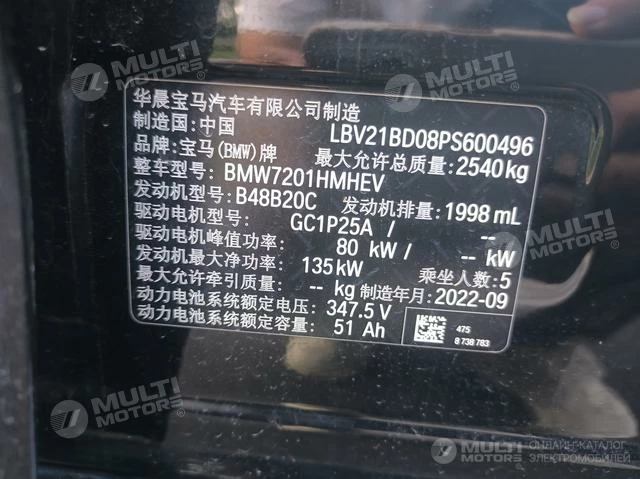 华晨宝马汽车有限公司制造
制造国:中国 LBV21BD08PS600496
品牌:宝马(BMW)牌 最大允许总质量:2540kg
整车型号:BMW7201HMHEV
发动机型号:B48B20C 发动机排量:1998 mL
驱动电机型号: GC1P25A / --
驱动电机峰值功率: 80 kW / -- kW
发动机最大净功率: 135kW 乘坐人数:5
最大允许牵引质量: -- kg 制造年月:2022-09
动力电池系统额定电压: 347.5 V
动力电池系统额定容量: 51 Ah
475
8 738 783
MULTI MOTORS
MULTI MOTORS
MULTI MOTORS
MULTI MOTORS
MULTI MOTORS
ОНЛАЙН-КАТАЛОГ
ЭЛЕКТРОМОБИЛЕЙ